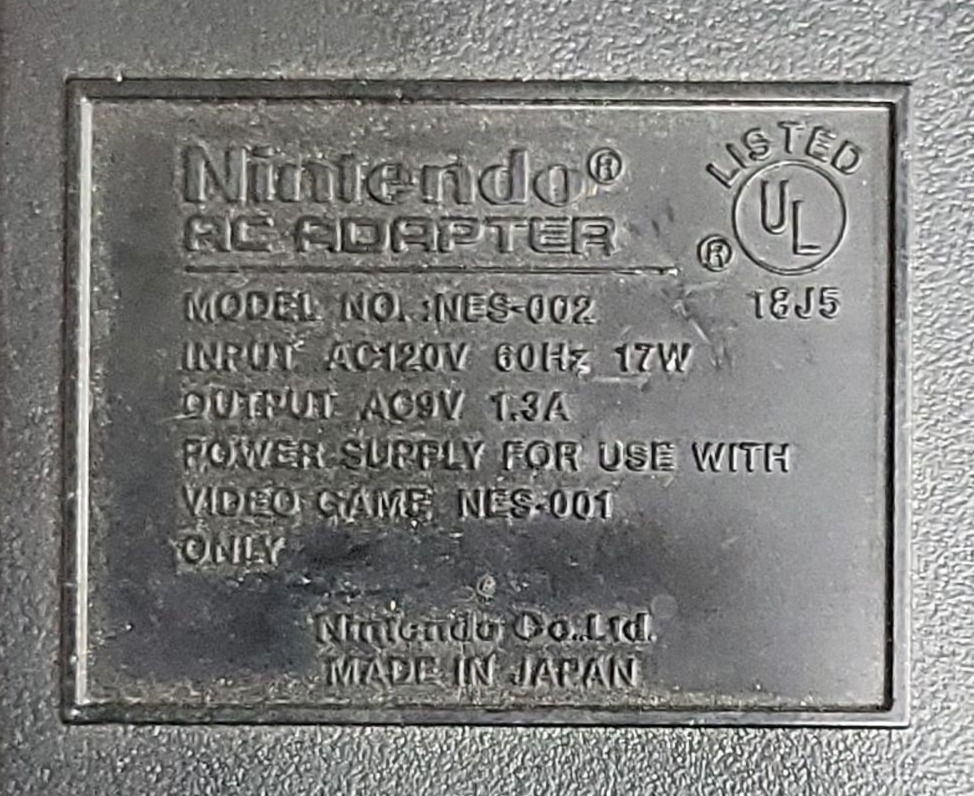 Nintendo®
AC ADAPTER
LISTED
UL
®
18J5
MODEL NO. :NES-002
INPUT AC120V 60Hz 17W
OUTPUT AC9V 1.3A
POWER SUPPLY FOR USE WITH
VIDEO GAME NES-001
ONLY
®
Nintendo Co.,Ltd.
MADE IN JAPAN